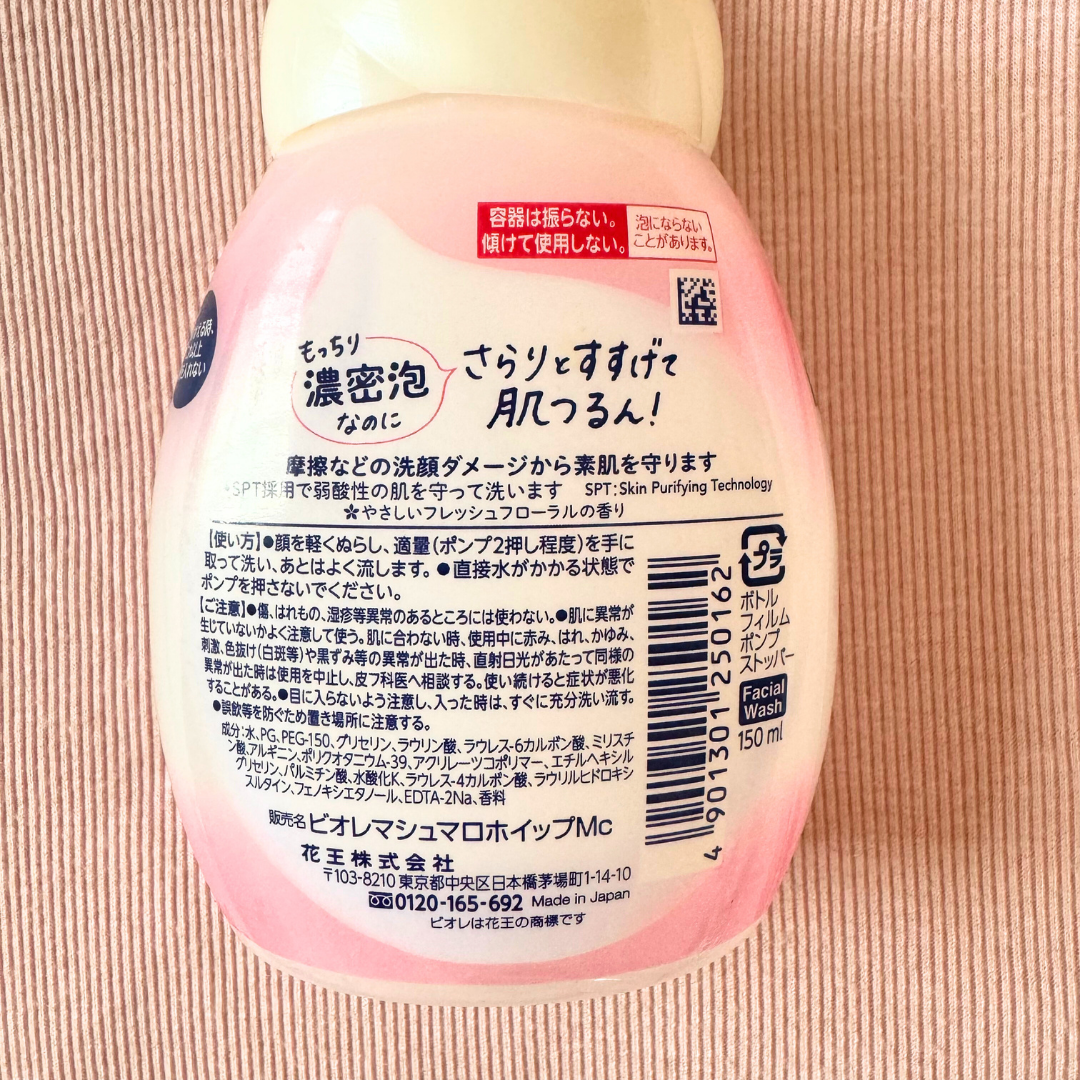 容器は振らない。
傾けて使用しない。
泡にならない
ことがあります。
える時、
以上
れない
もっちり
濃密泡
なのに
さらりとすすげて
肌つるん!
摩擦などの洗顔ダメージから素肌を守ります
SPT採用で弱酸性の肌を守って洗います SPT:Skin Purifying Technology
✽やさしいフレッシュフローラルの香り
【使い方】●顔を軽くぬらし、適量(ポンプ2押し程度)を手に
取って洗い、あとはよく流します。●直接水がかかる状態で
ポンプを押さないでください。
【ご注意】●傷、はれもの、湿疹等異常のあるところには使わない。●肌に異常が
生じていないかよく注意して使う。肌に合わない時、使用中に赤み、はれ、かゆみ、
刺激、色抜け(白斑等)や黒ずみ等の異常が出た時、直射日光があたって同様の
異常が出た時は使用を中止し、皮フ科医へ相談する。使い続けると症状が悪化
することがある。●目に入らないよう注意し、入った時は、すぐに充分洗い流す。
●誤飲等を防ぐため置き場所に注意する。
成分:水、PG、PEG-150、グリセリン、ラウリン酸、ラウレス-6カルボン酸、ミリスチ
ン酸、アルギニン、ポリクオタニウム-39、アクリレーツコポリマー、エチルヘキシル
グリセリン、パルミチン酸、水酸化K、ラウレス-4カルボン酸、ラウリルヒドロキシ
スルタイン、フェノキシエタノール、EDTA-2Na、香料
販売名 ビオレマシュマロホイップMc
花王株式会社
〒103-8210 東京都中央区日本橋茅場町1-14-10
0120-165-692 Made in Japan
ビオレは花王の商標です
4 901301 250162
プラ
ボトル
フィルム
ポンプ
ストッパー
Facial
Wash
150ml